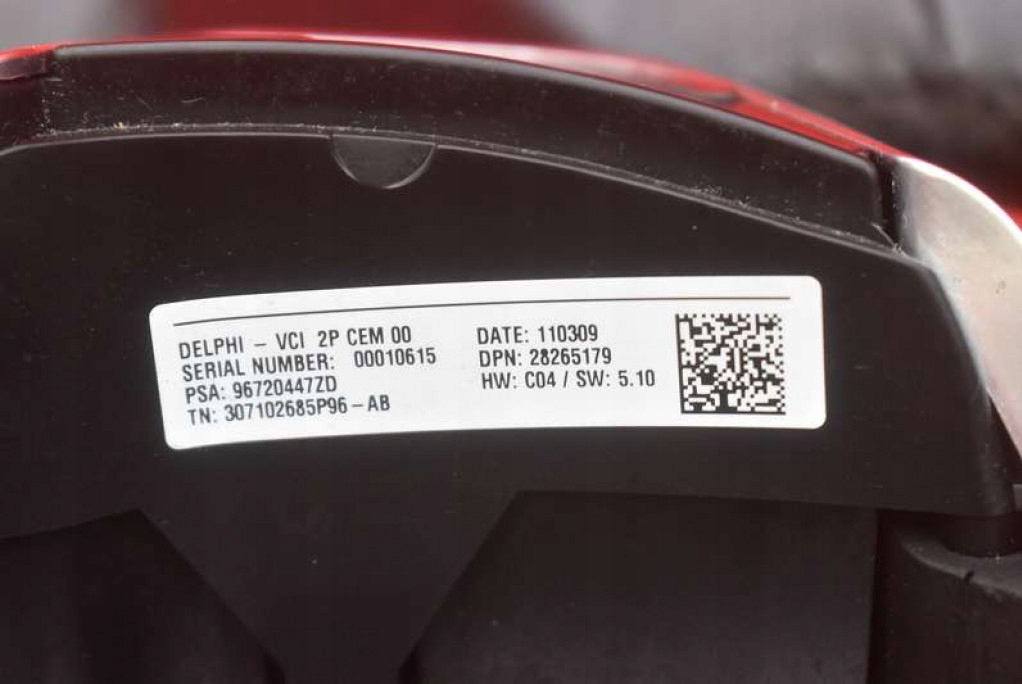 DELPHI - VCI 2P CEM 00
SERIAL NUMBER: 00010615
PSA: 96720447ZD
TN: 307102685P96-AB
DATE: 110309
DPN: 28265179
HW: C04 / SW: 5.10